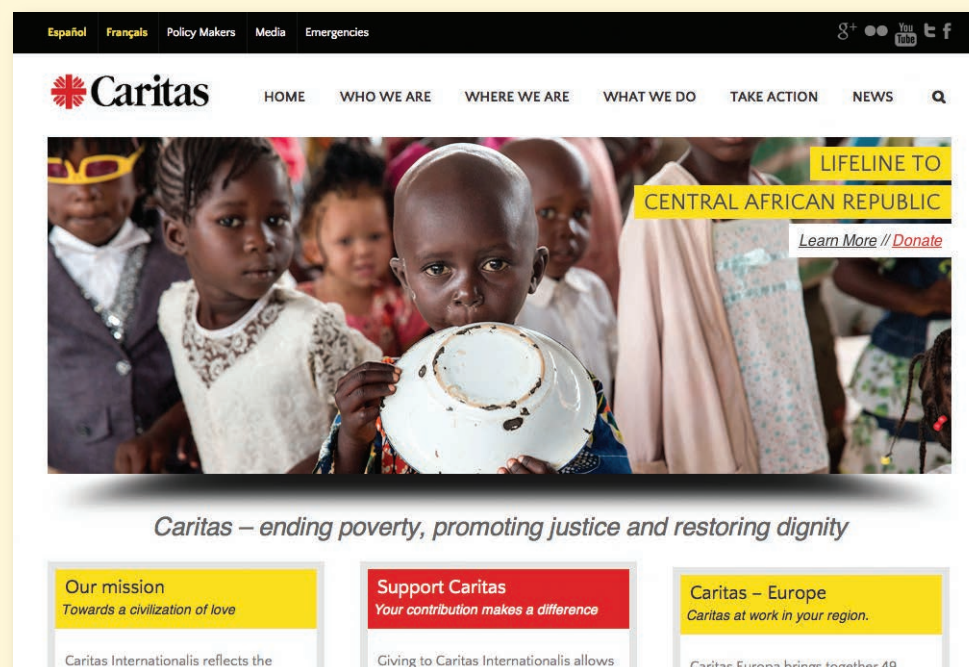 Español Français Policy Makers Media Emergencies
g+ You Tube t f
Caritas HOME WHO WE ARE WHERE WE ARE WHAT WE DO TAKE ACTION NEWS
LIFELINE TO
CENTRAL AFRICAN REPUBLIC
Learn More // Donate
Caritas – ending poverty, promoting justice and restoring dignity
Our mission
Towards a civilization of love
Caritas Internationalis reflects the
Support Caritas
Your contribution makes a difference
Giving to Caritas Internationalis allows
Caritas – Europe
Caritas at work in your region.
Caritas Europa brings together 49